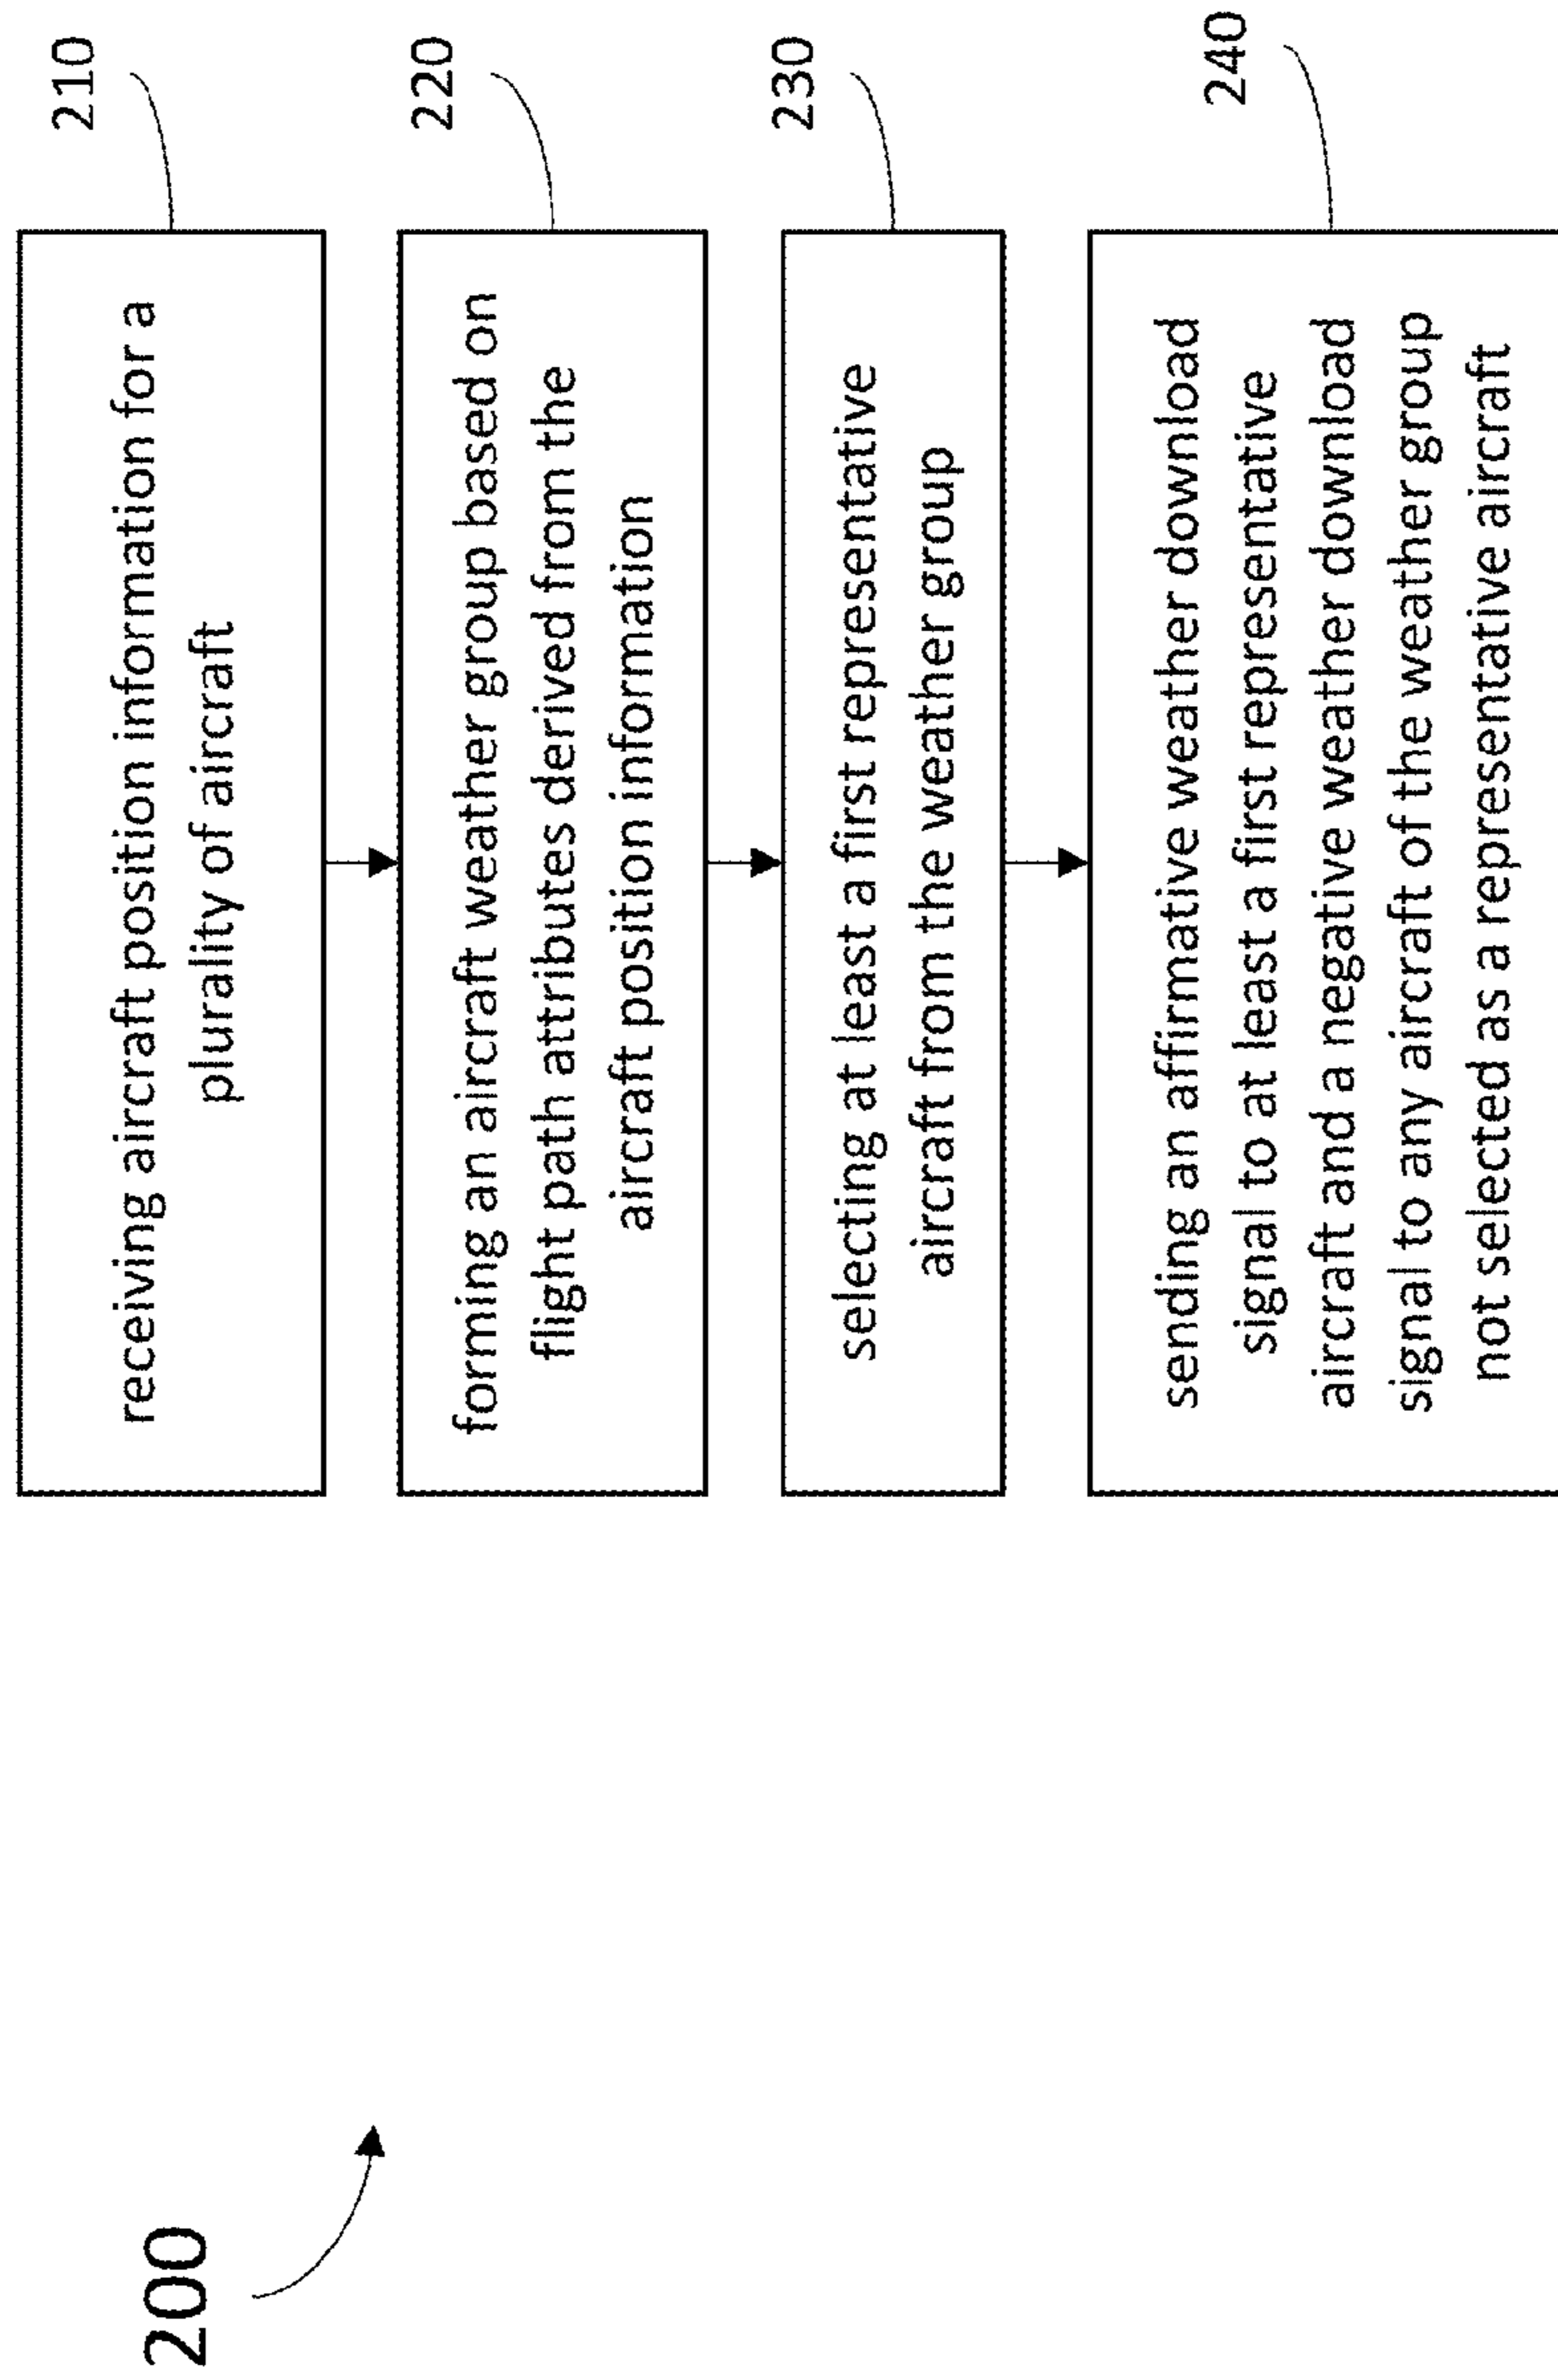 200
210
receiving aircraft position information for a
plurality of aircraft
220
forming an aircraft weather group based on
flight path attributes derived from the
aircraft position information
230
selecting at least a first representative
aircraft from the weather group
240
sending an affirmative weather download
signal to at least a first representative
aircraft and a negative weather download
signal to any aircraft of the weather group
not selected as a representative aircraft